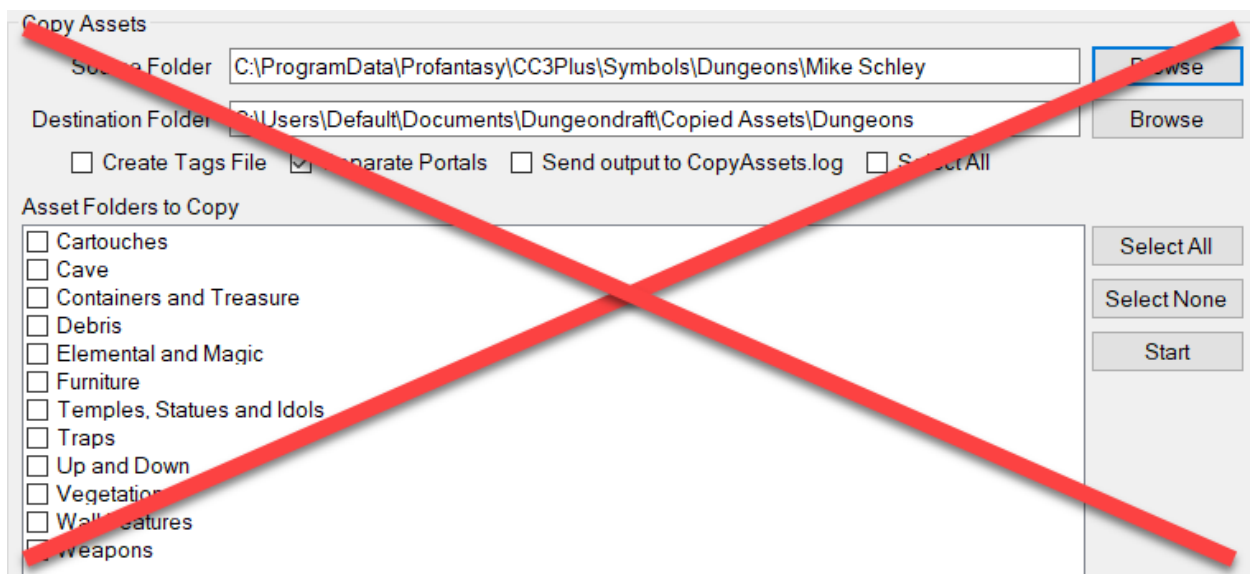 Copy Assets
Source Folder C:\ProgramData\Profantasy\CC3Plus\Symbols\Dungeons\Mike Schley Browse
Destination Folder C:\Users\Default\Documents\Dungeondraft\Copied Assets\Dungeons Browse
Create Tags File Separate Portals Send output to CopyAssets.log Select All
Asset Folders to Copy
Cartouches Select All
Cave
Containers and Treasure Select None
Debris
Elemental and Magic Start
Furniture
Temples, Statues and Idols
Traps
Up and Down
Vegetation
Wall Features
Weapons